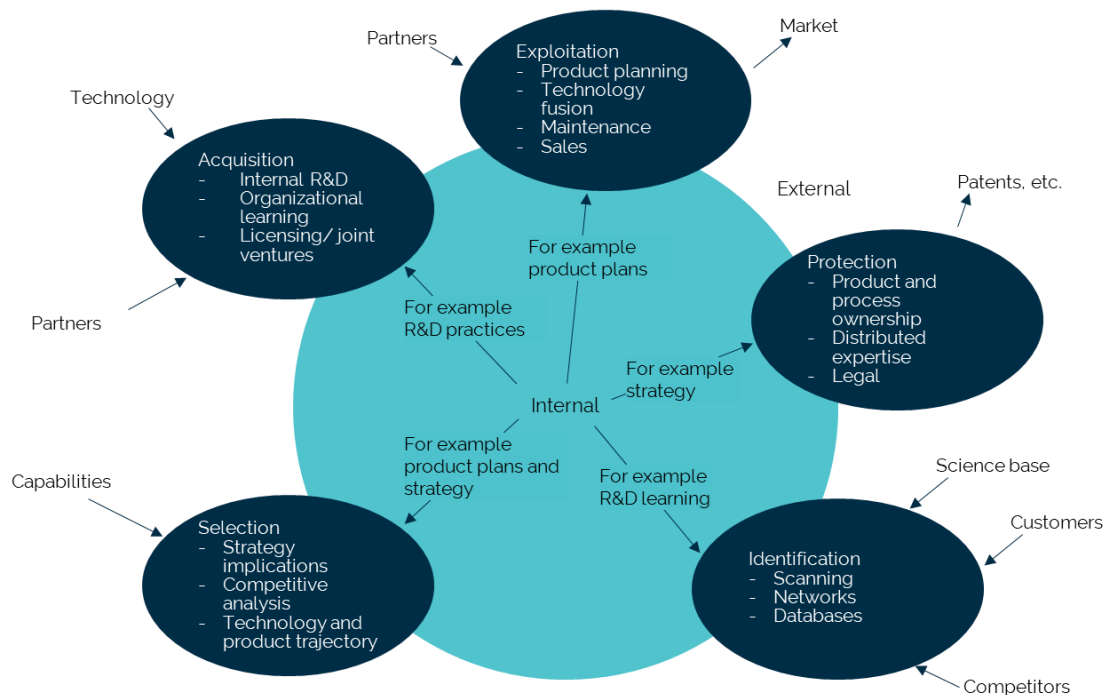 Partners
Market
Exploitation
- Product planning
- Technology
fusion
- Maintenance
- Sales
Technology
Acquisition
- Internal R&D
- Organizational
learning
- Licensing/ joint
ventures
Partners
External
Patents, etc.
Protection
- Product and
process
ownership
- Distributed
expertise
- Legal
For example
product plans
For example
R&D practices
For example
strategy
Internal
For example
product plans and
strategy
For example
R&D learning
Capabilities
Selection
- Strategy
implications
- Competitive
analysis
- Technology and
product trajectory
Science base
Customers
Identification
- Scanning
- Networks
- Databases
Competitors